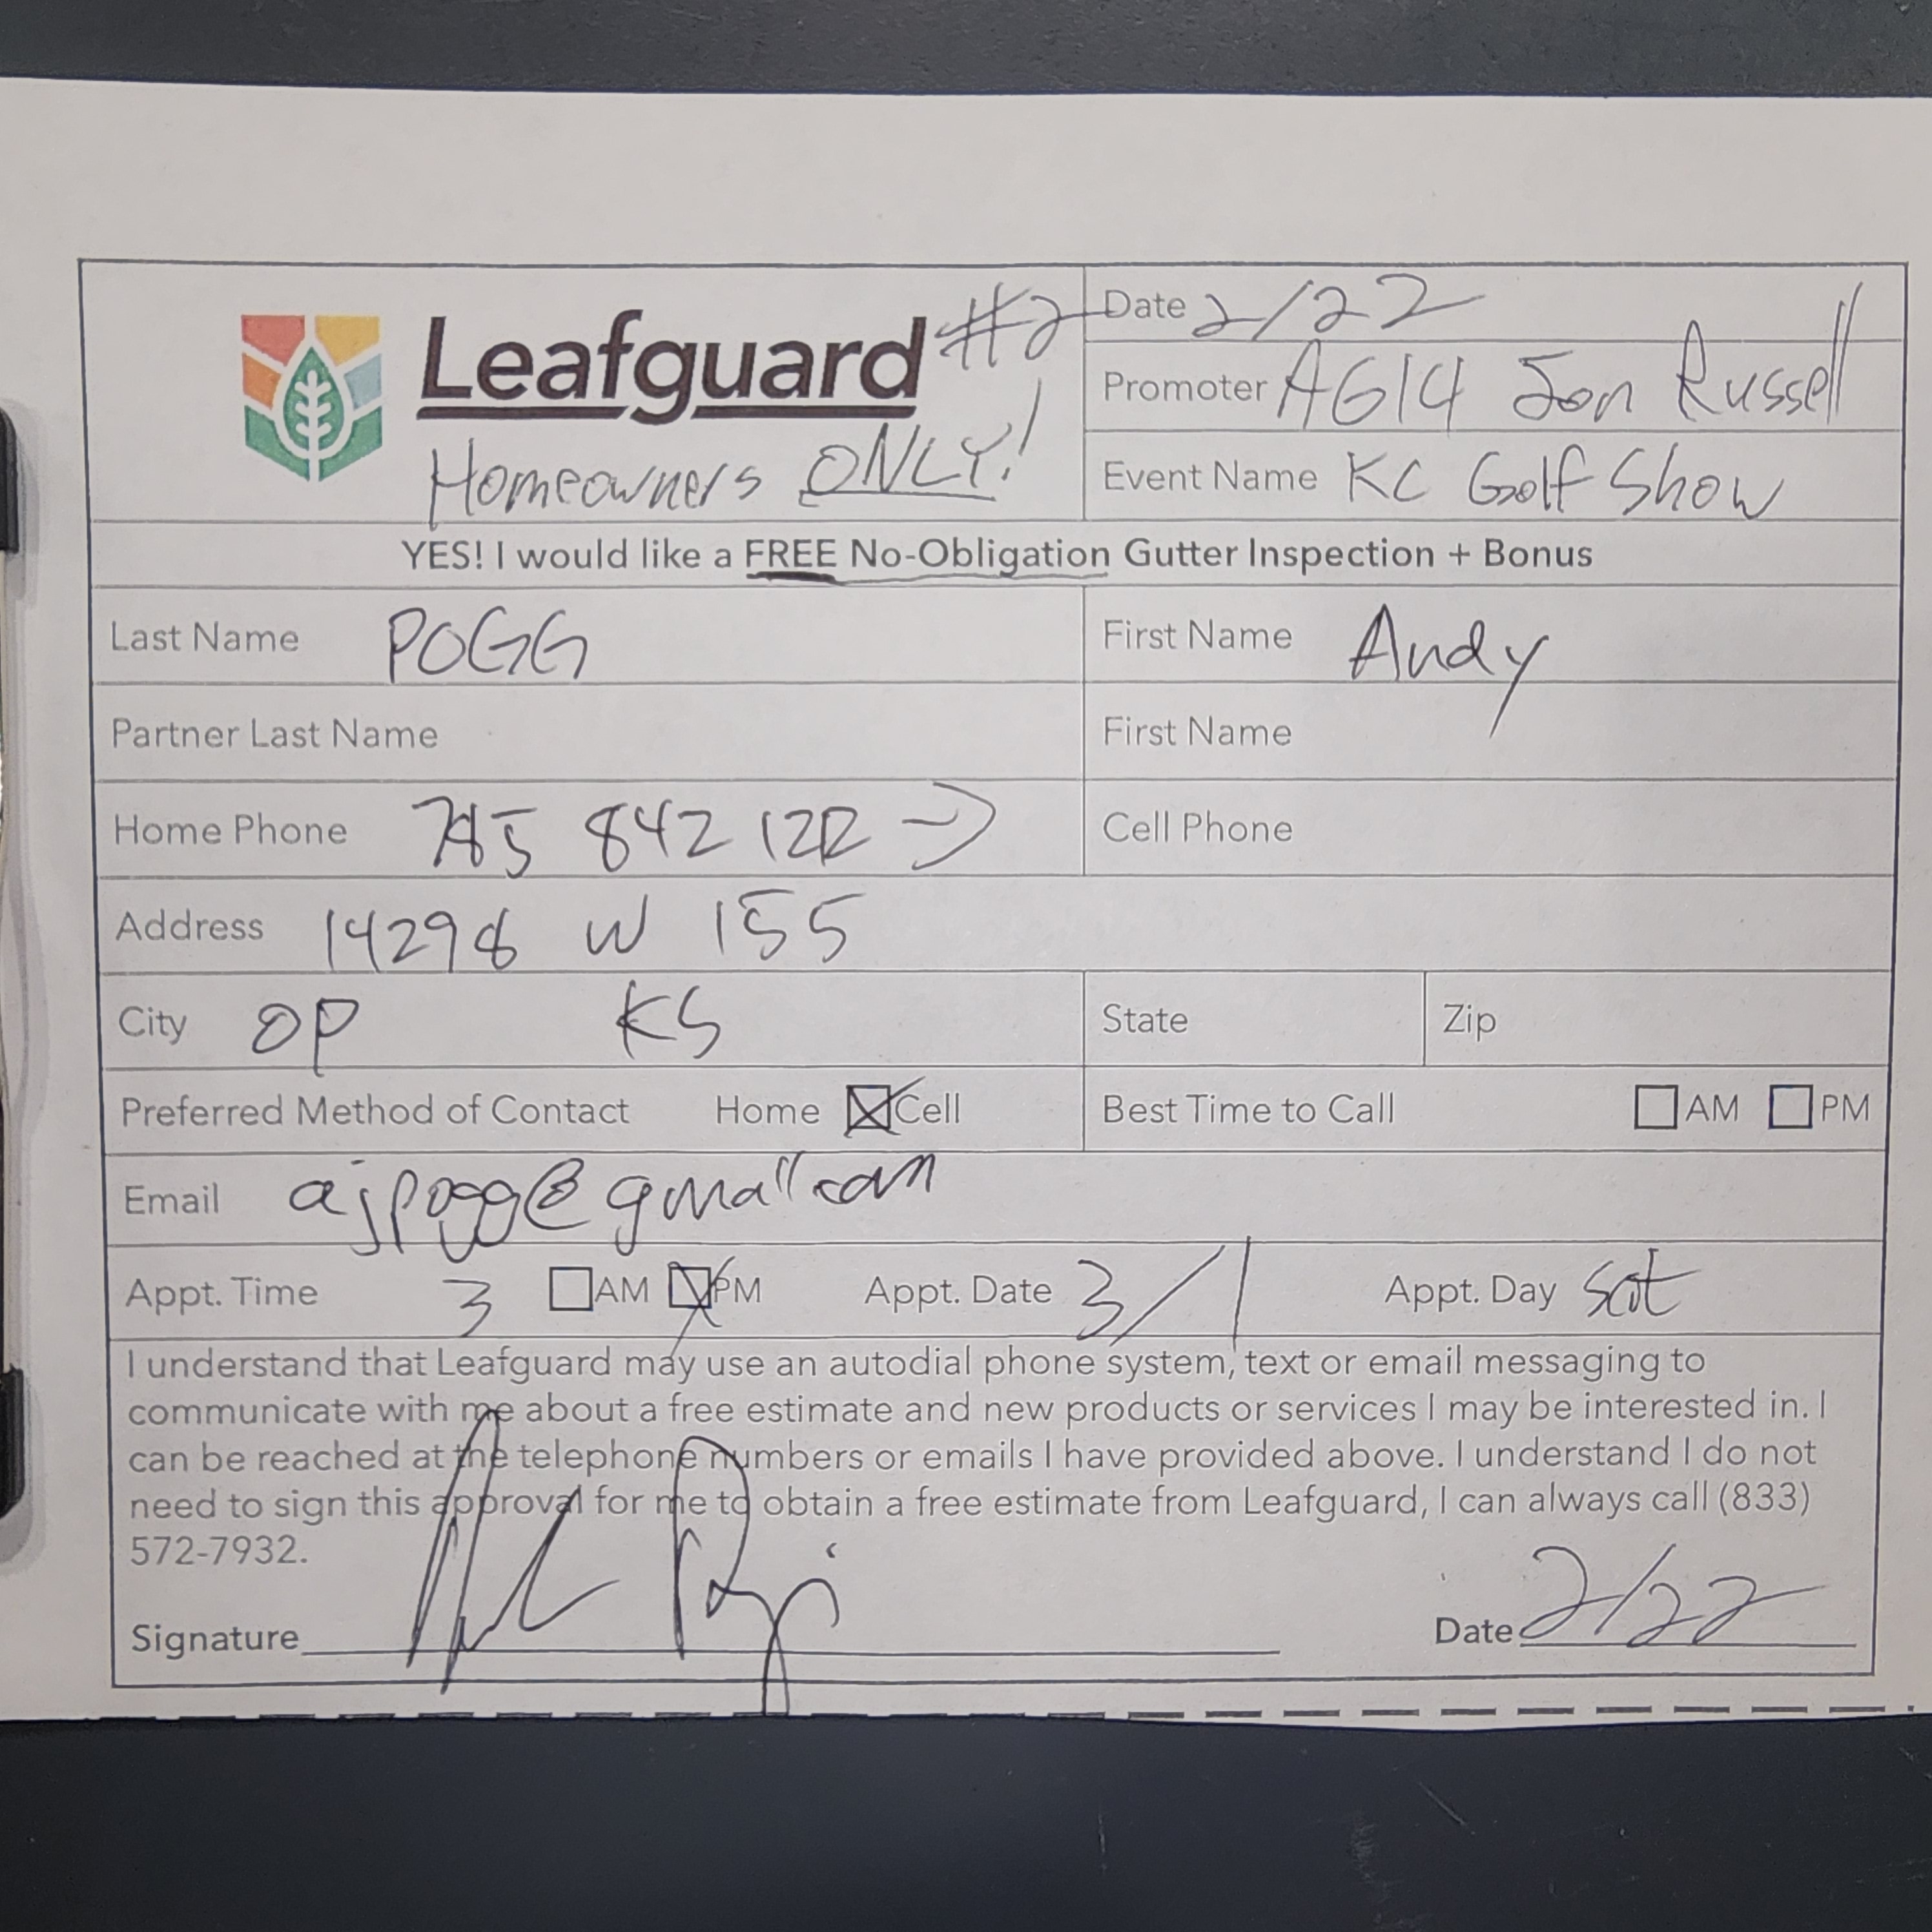 Leafguard #2
Homeowners ONLY!
Date 2/22
Promoter AG14 Jon Russell
Event Name KC Golf Show
YES! I would like a FREE No-Obligation Gutter Inspection + Bonus
Last Name POGG
First Name Andy
Partner Last Name
First Name
Home Phone 785 842 1212 →
Cell Phone
Address 14298 W 155
City OP KS
State
Zip
Preferred Method of Contact Home ☒ Cell
Best Time to Call ☐ AM ☐ PM
Email ajpogg@gmail.com
Appt. Time 3 ☐ AM ☒ PM Appt. Date 3/1 Appt. Day Sat
I understand that Leafguard may use an autodial phone system, text or email messaging to
communicate with me about a free estimate and new products or services I may be interested in. I
can be reached at the telephone numbers or emails I have provided above. I understand I do not
need to sign this approval for me to obtain a free estimate from Leafguard, I can always call (833)
572-7932.
Signature
Date 2/22